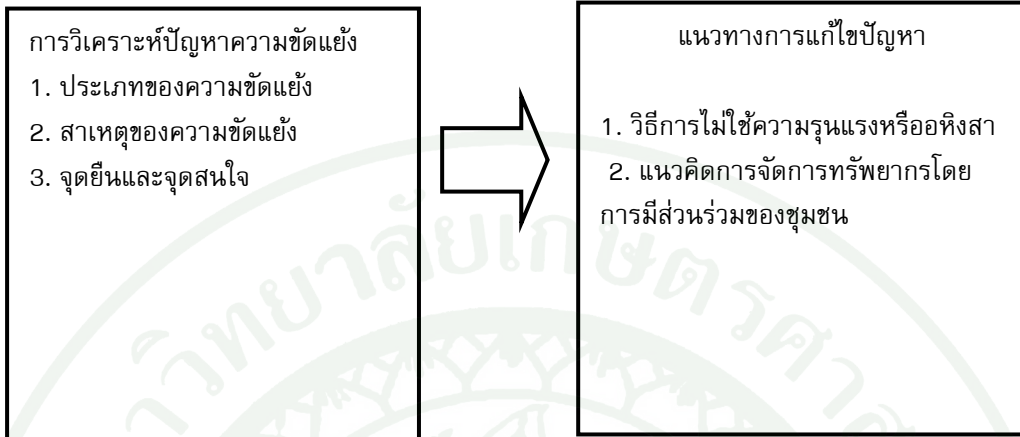 การวิเคราะห์ปัญหาความขัดแย้ง
1. ประเภทของความขัดแย้ง
2. สาเหตุของความขัดแย้ง
3. จุดยืนและจุดสนใจ
แนวทางการแก้ไขปัญหา
1. วิธีการไม่ใช้ความรุนแรงหรืออหิงสา
2. แนวคิดการจัดการทรัพยากรโดย
การมีส่วนร่วมของชุมชน